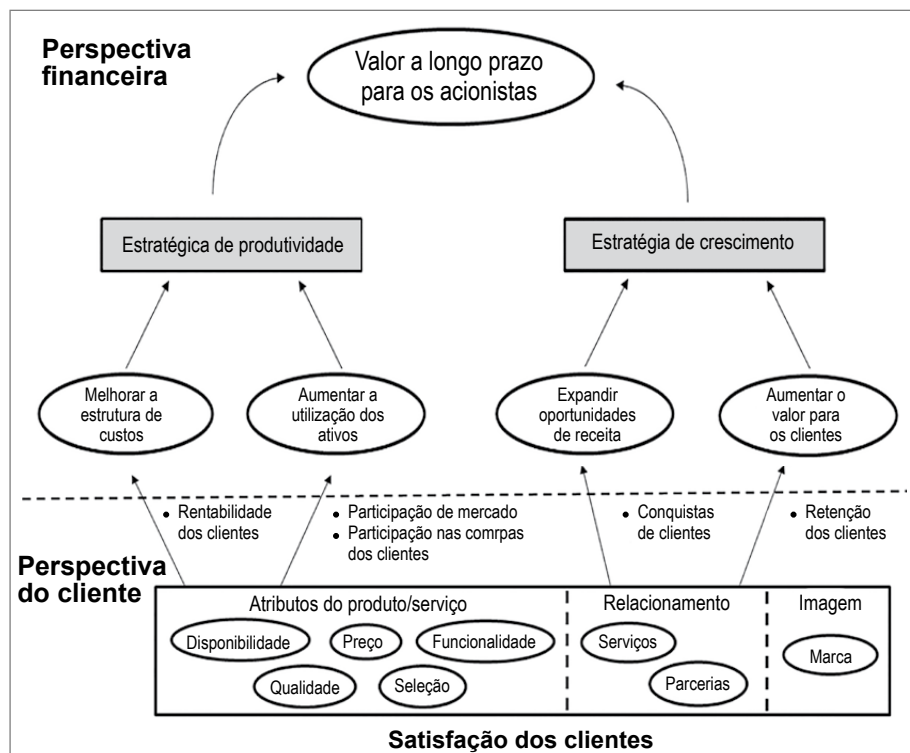 Perspectiva
financeira
Valor a longo prazo
para os acionistas
Estratégica de produtividade
Estratégia de crescimento
Melhorar a
estrutura de
custos
Aumentar a
utilização dos
ativos
Expandir
oportunidades
de receita
Aumentar o
valor para
os clientes
• Rentabilidade
dos clientes
• Participação de mercado
• Participação nas comrpas
dos clientes
• Conquistas
de clientes
• Retenção
dos clientes
Perspectiva
do cliente
Atributos do produto/serviço
Relacionamento
Imagem
Disponibilidade
Preço
Funcionalidade
Qualidade
Seleção
Serviços
Parcerias
Marca
Satisfação dos clientes